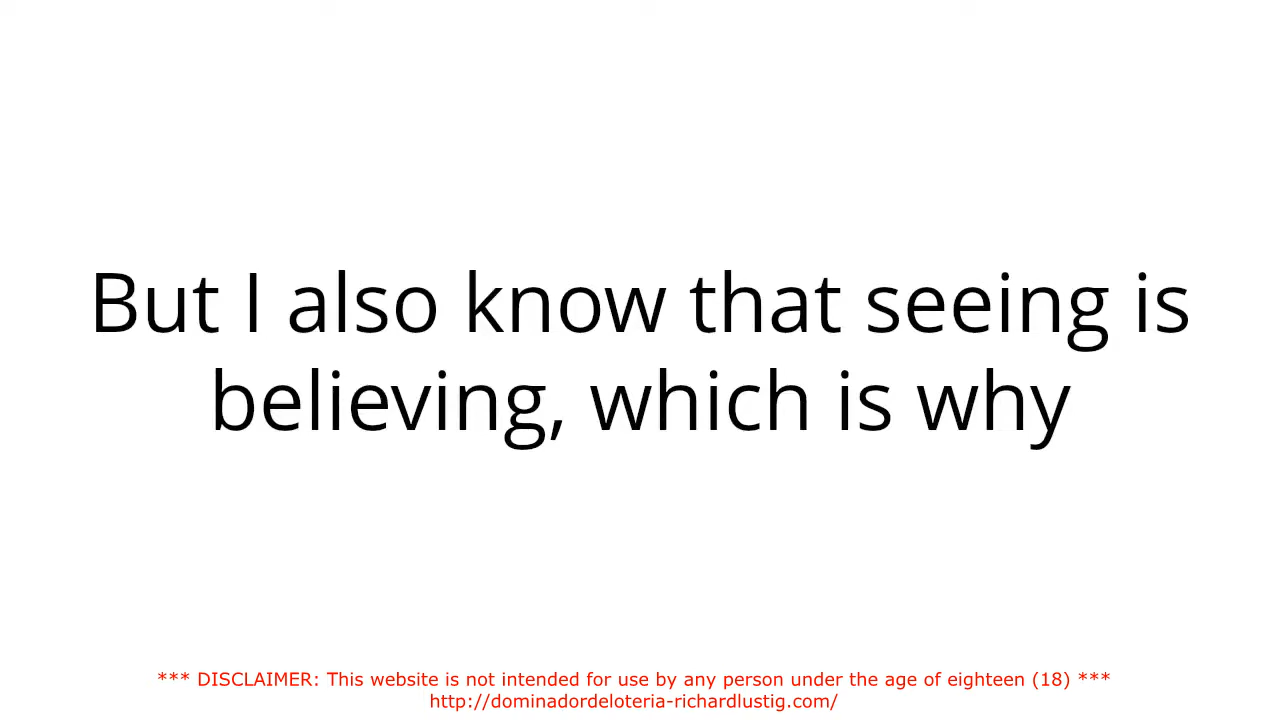 But I also know that seeing is
believing, which is why
*** DISCLAIMER: This website is not intended for use by any person under the age of eighteen (18) ***
http://dominadordeloteria-richardlustig.com/